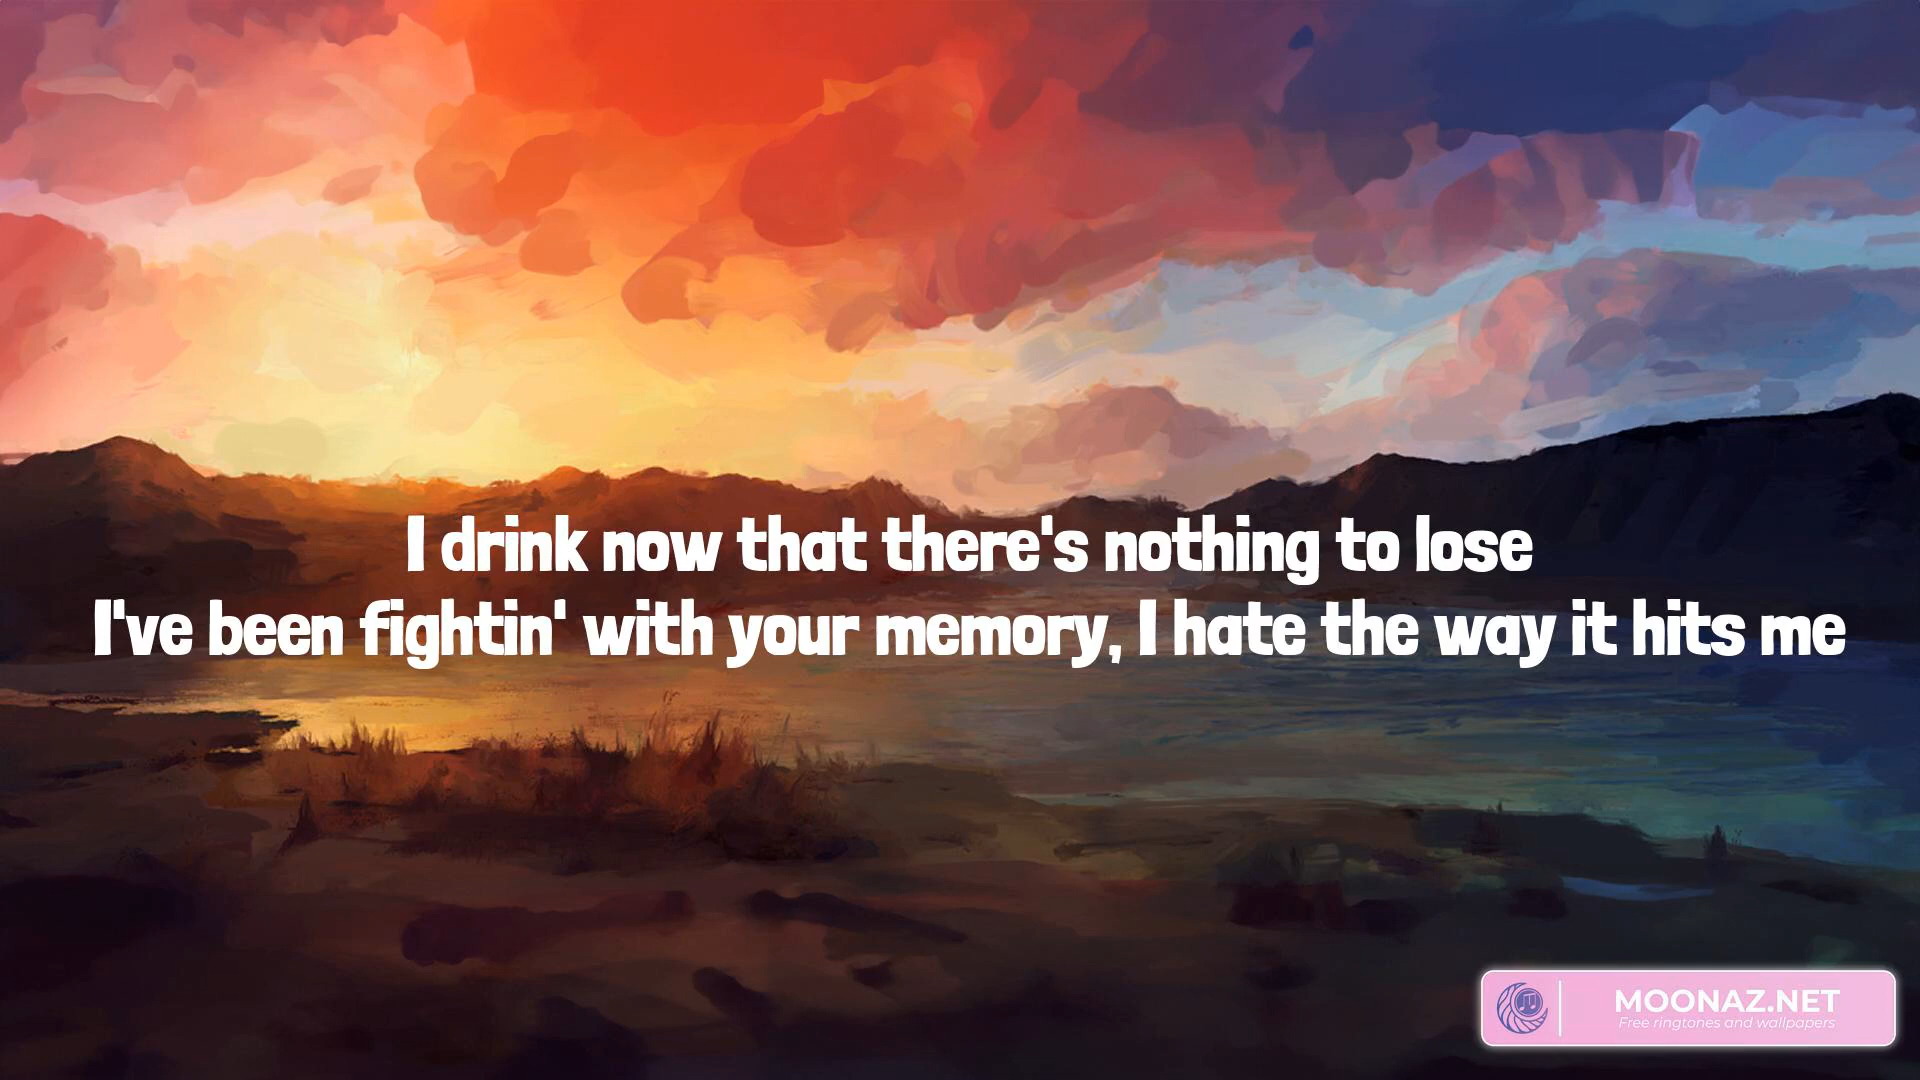 I drink now that there's nothing to lose
I've been fightin' with your memory, I hate the way it hits me
MOONAZ.NET
Free ringtones and wallpapers